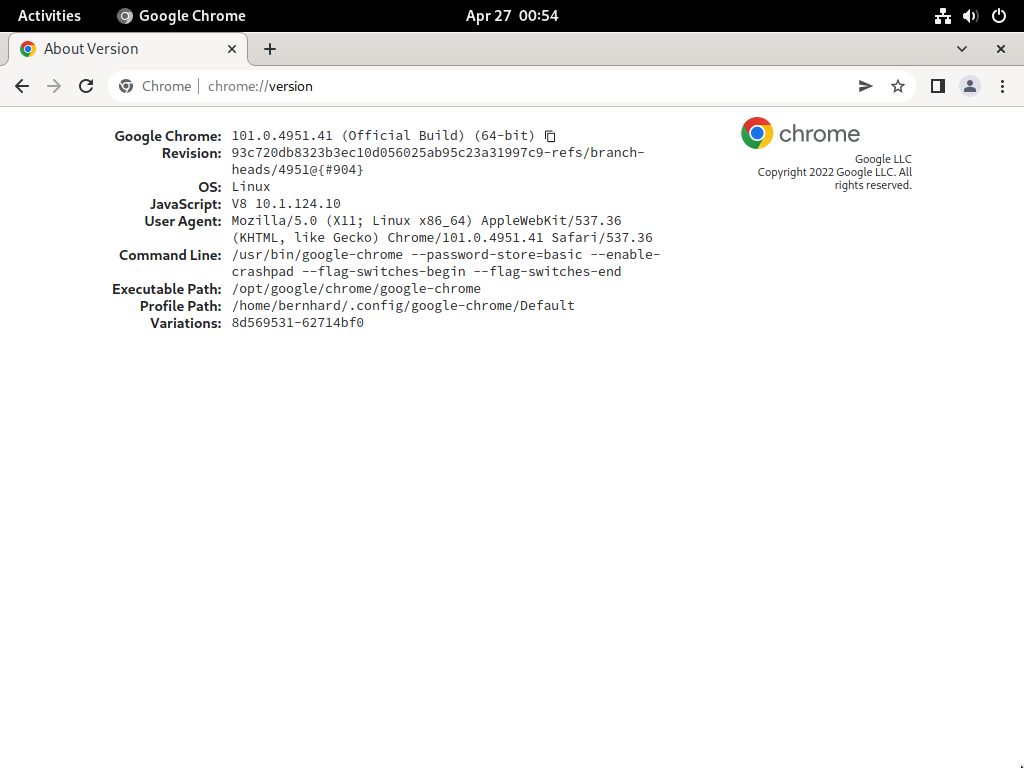 Activities Google Chrome Apr 27 00:54
About Version
Chrome chrome://version
Google Chrome: 101.0.4951.41 (Official Build) (64-bit)
Revision: 93c720db8323b3ec10d056025ab95c23a31997c9-refs/branch-
heads/4951@{#904}
OS: Linux
JavaScript: V8 10.1.124.10
User Agent: Mozilla/5.0 (X11; Linux x86_64) AppleWebKit/537.36
(KHTML, like Gecko) Chrome/101.0.4951.41 Safari/537.36
Command Line: /usr/bin/google-chrome --password-store=basic --enable-
crashpad --flag-switches-begin --flag-switches-end
Executable Path: /opt/google/chrome/google-chrome
Profile Path: /home/bernhard/.config/google-chrome/Default
Variations: 8d569531-62714bf0
chrome
Google LLC
Copyright 2022 Google LLC. All
rights reserved.